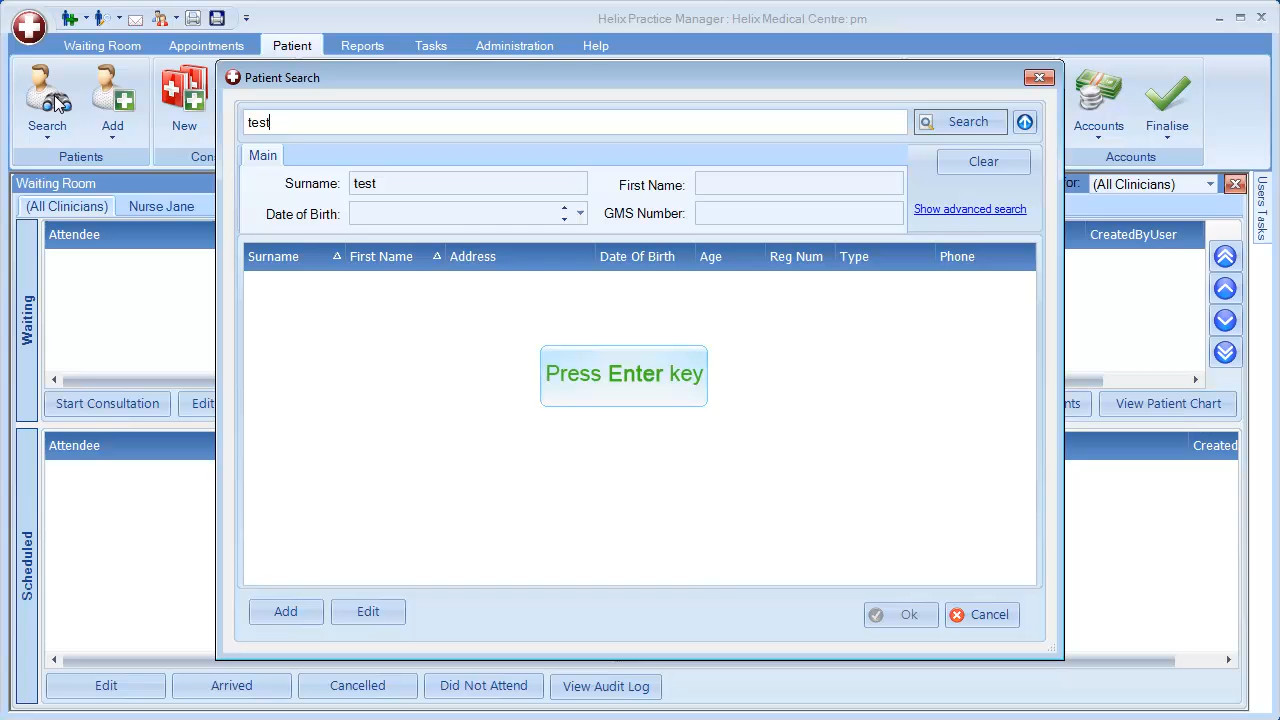 Helix Practice Manager : Helix Medical Centre: pm
Waiting Room Appointments Patient Reports Tasks Administration Help
Search Add New Accounts Finalise
Patients Accounts
Patient Search
test Search
Main Clear
Surname: test First Name:
Date of Birth: GMS Number:
Show advanced search
Surname First Name Address Date Of Birth Age Reg Num Type Phone
Press Enter key
Add Edit Ok Cancel
Waiting Room for: (All Clinicians)
(All Clinicians) Nurse Jane
Users Tasks
Attendee CreatedByUser
Waiting
Start Consultation Edit View Patient Chart
Attendee Created
Scheduled
Edit Arrived Cancelled Did Not Attend View Audit Log